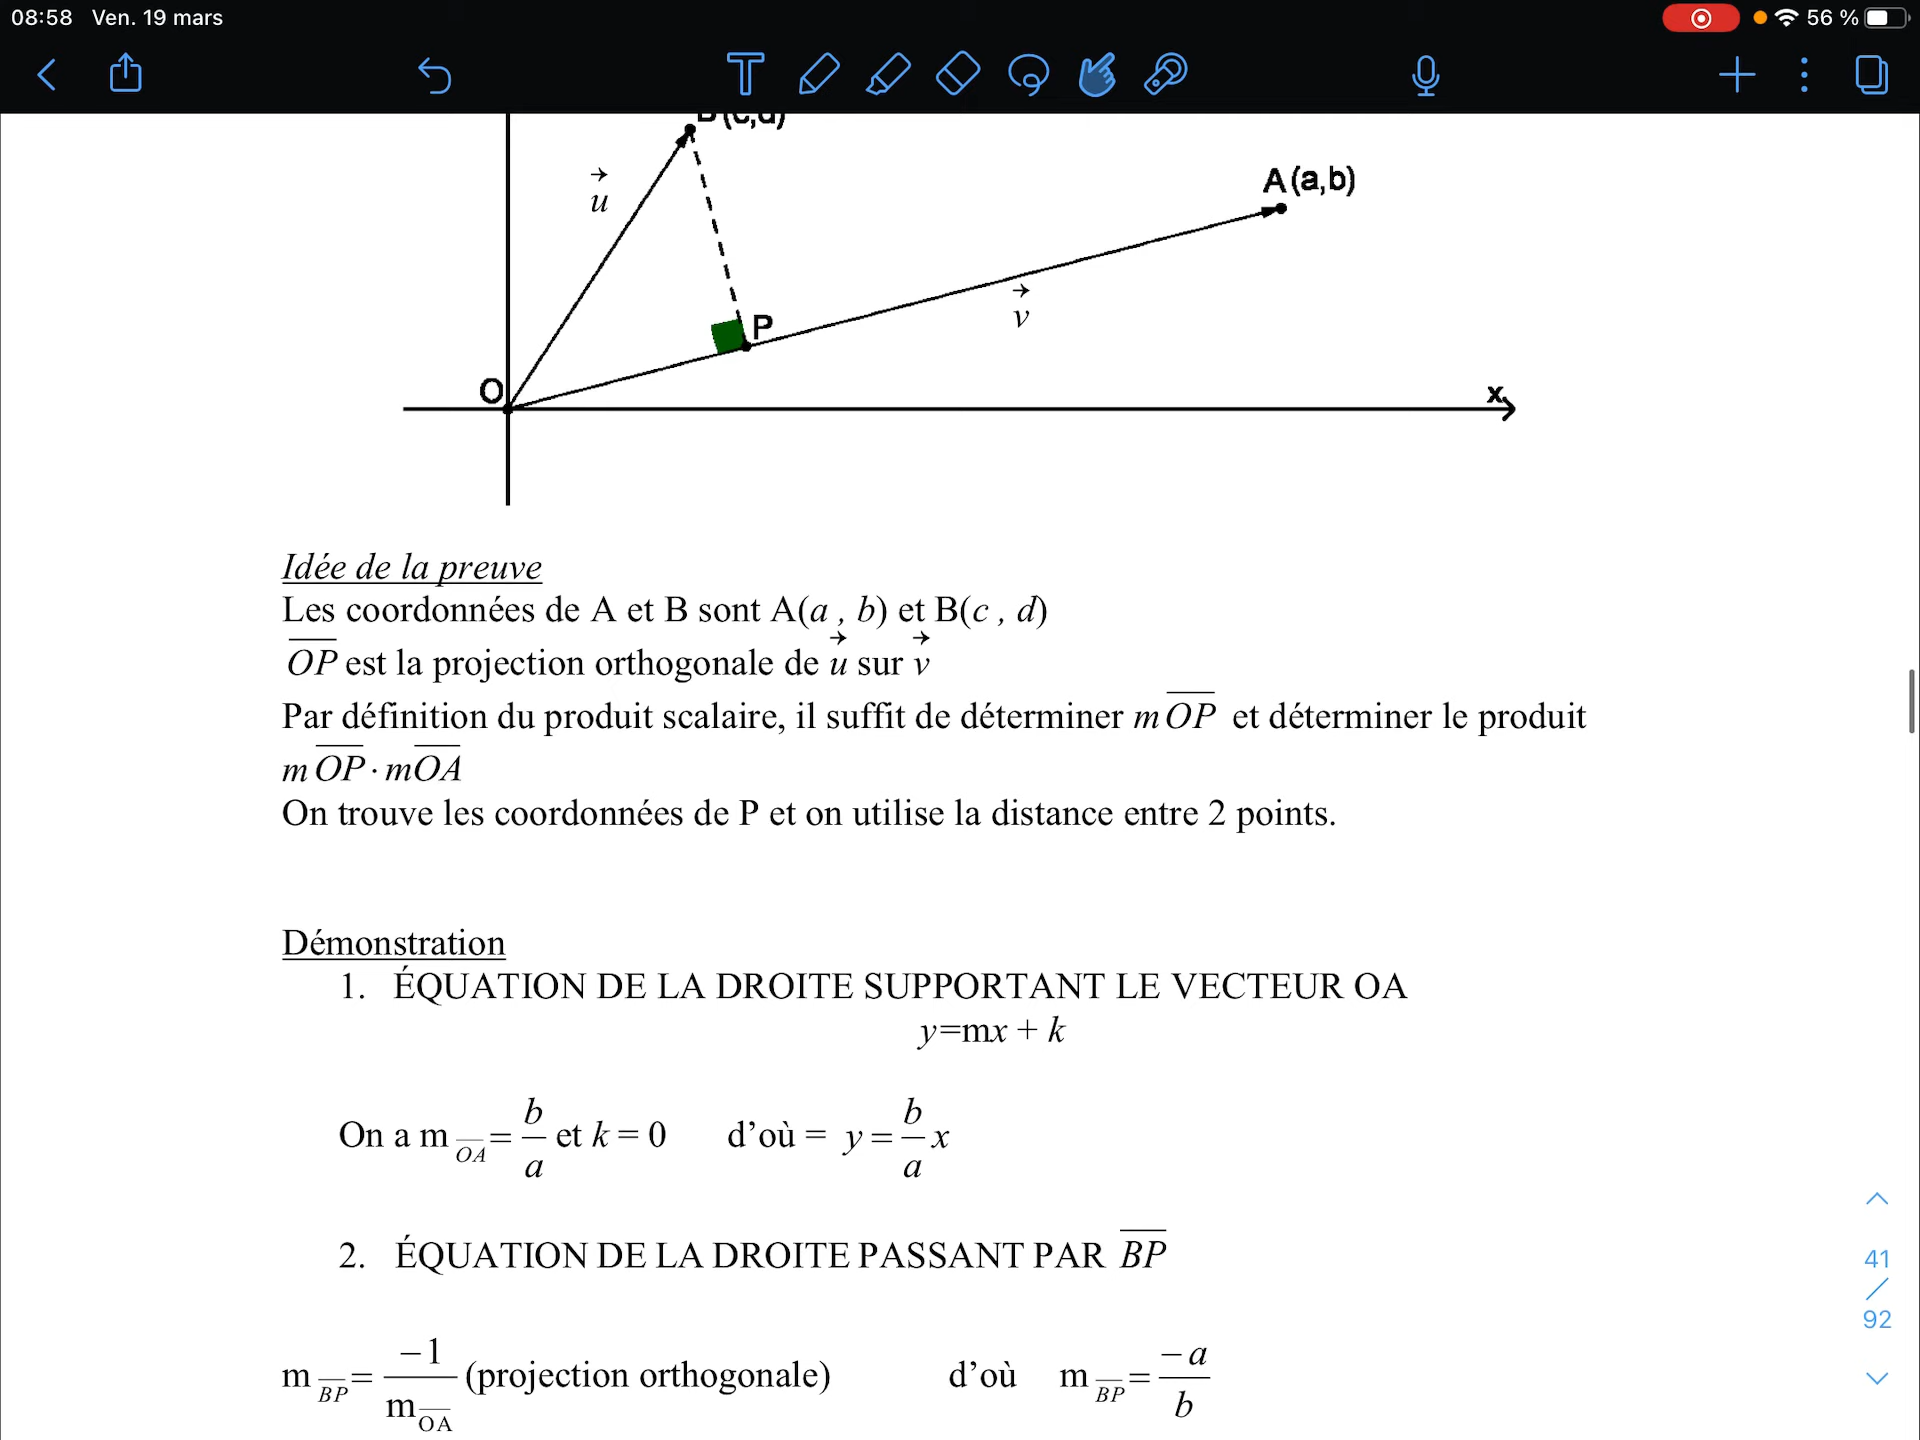 08:58 Ven. 19 mars 56 %
T
B (c,d)
u
A (a,b)
v
P
O
x
Idée de la preuve
Les coordonnées de A et B sont A(a , b) et B(c , d)
OP est la projection orthogonale de u sur v
Par définition du produit scalaire, il suffit de déterminer m OP et déterminer le produit
m OP · mOA
On trouve les coordonnées de P et on utilise la distance entre 2 points.
Démonstration
1. ÉQUATION DE LA DROITE SUPPORTANT LE VECTEUR OA
y=mx + k
On a m OA = b/a et k = 0 d’où = y = b/a x
2. ÉQUATION DE LA DROITE PASSANT PAR BP
41
/
92
m BP = −1/m OA (projection orthogonale) d’où m BP = −a/b